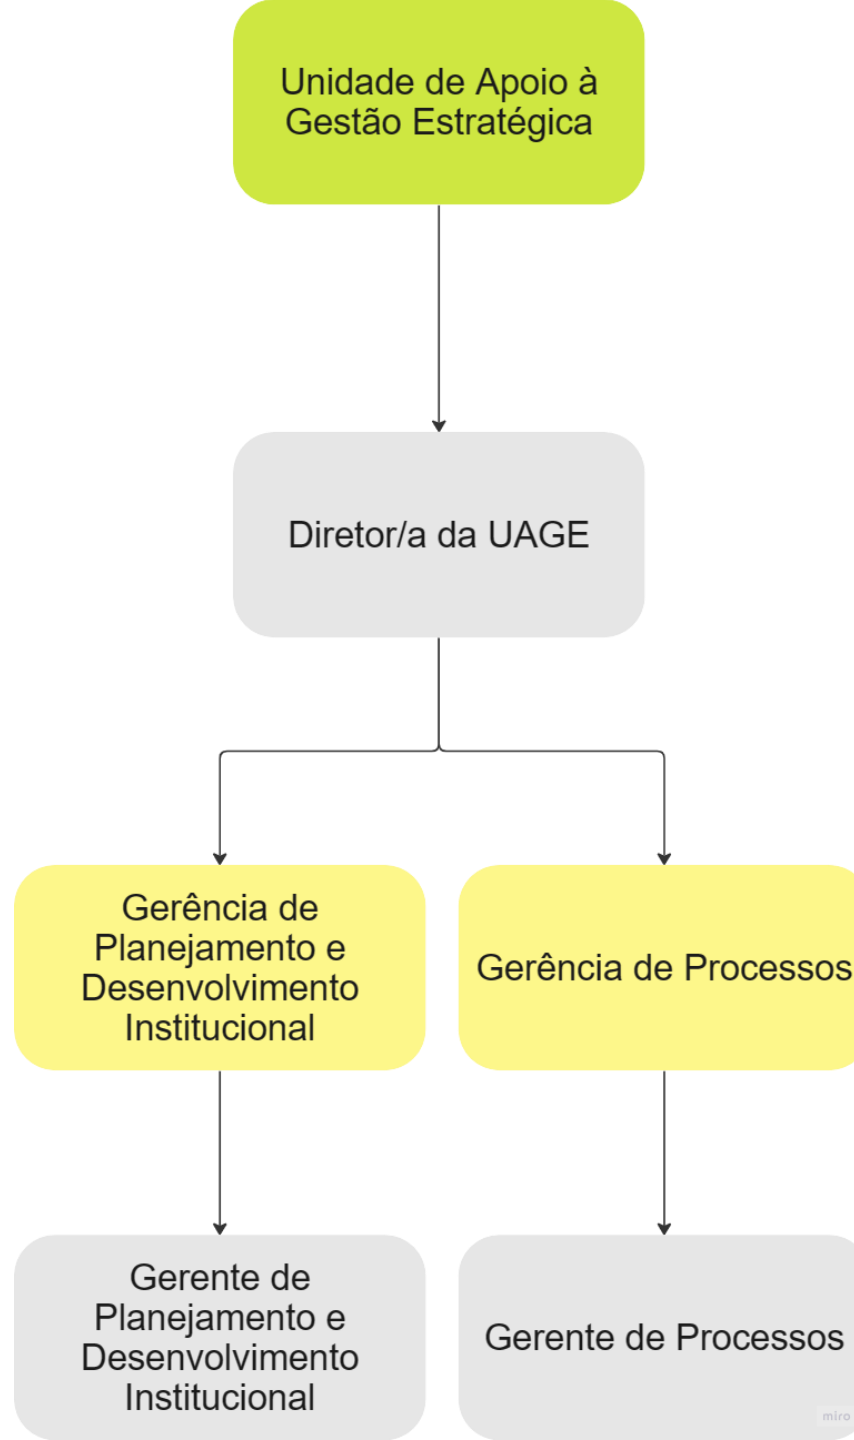 Unidade de Apoio à
Gestão Estratégica
Diretor/a da UAGE
Gerência de
Planejamento e
Desenvolvimento
Institucional
Gerência de Processos
Gerente de
Planejamento e
Desenvolvimento
Institucional
Gerente de Processos
miro